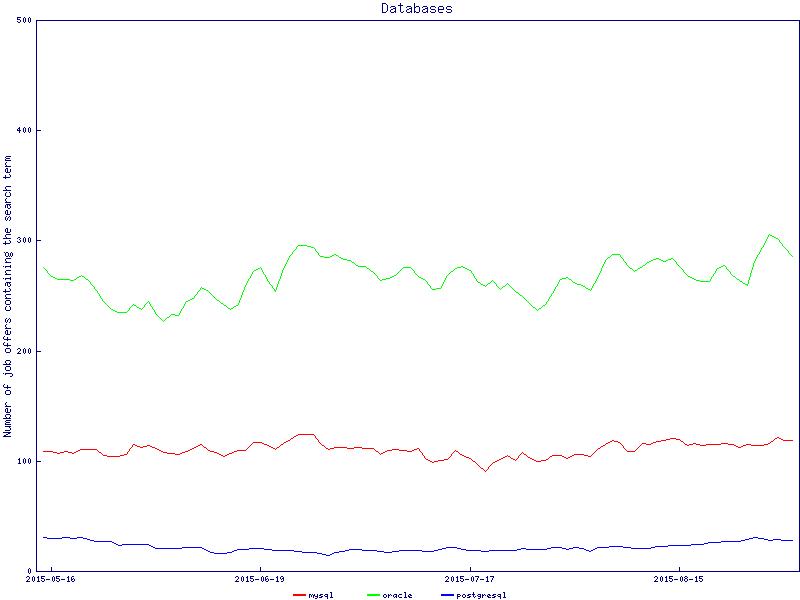 Databases
500
400
300
200
100
0
Number of job offers containing the search term
2015-05-16 2015-06-19 2015-07-17 2015-08-15
mysql oracle postgresql